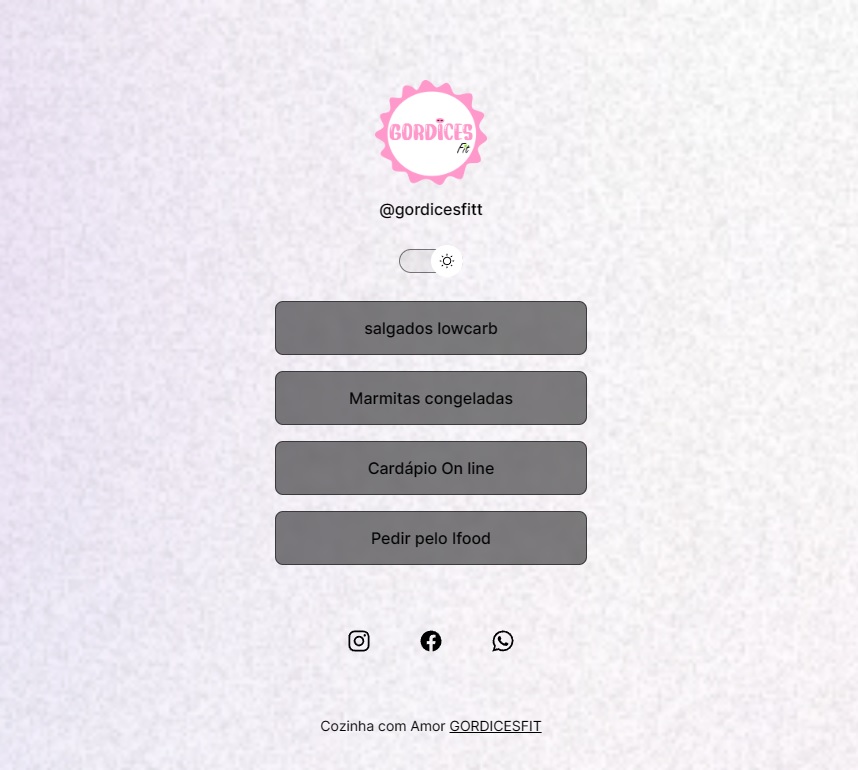 GORDICES
Fit
@gordicesfitt
salgados lowcarb
Marmitas congeladas
Cardápio On line
Pedir pelo Ifood
Cozinha com Amor GORDICESFIT